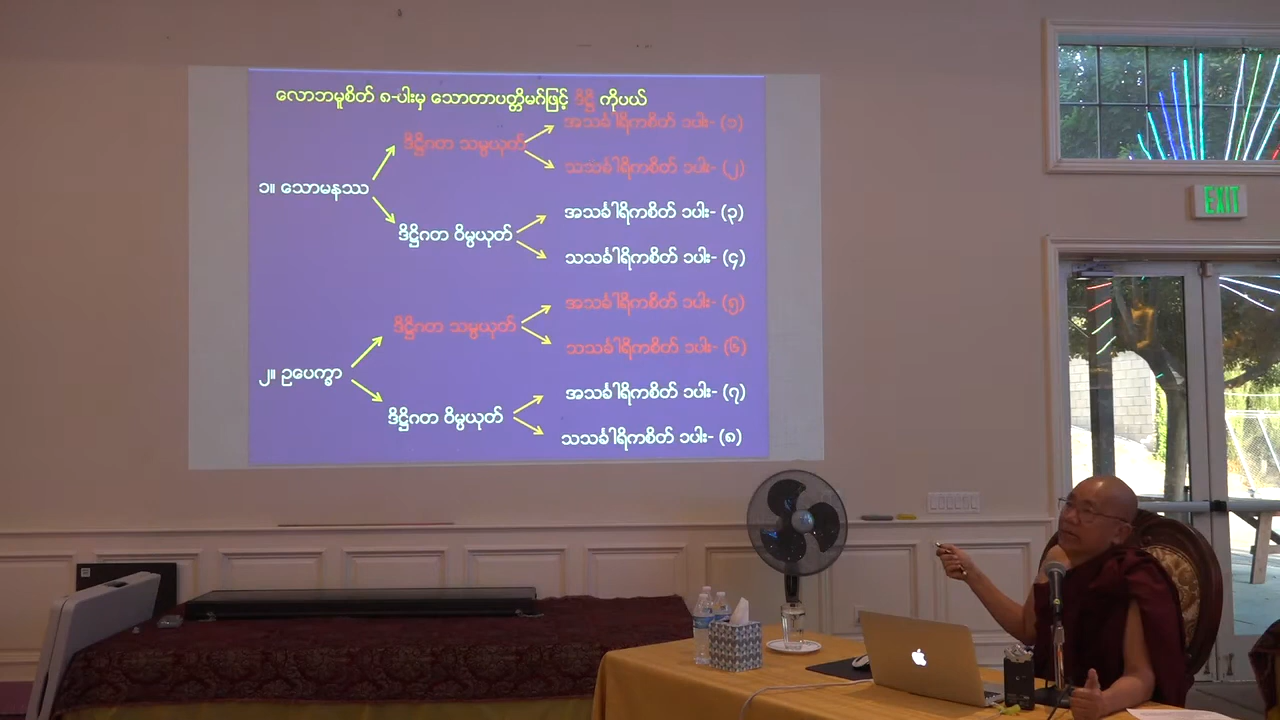 လောဘမူစိတ် ၈-ပါးမှ သောတာပတ္တိမဂ်ဖြင့် ဒိဋ္ဌိ ကိုပယ်
အသင်္ခါရိကစိတ် ၁ပါး- (၁)
ဒိဋ္ဌိဂတ သမ္ပယုတ်
သသင်္ခါရိကစိတ် ၁ပါး- (၂)
၁။ သောမနဿ
အသင်္ခါရိကစိတ် ၁ပါး- (၃)
ဒိဋ္ဌိဂတ ဝိမ္ပယုတ်
သသင်္ခါရိကစိတ် ၁ပါး- (၄)
အသင်္ခါရိကစိတ် ၁ပါး- (၅)
ဒိဋ္ဌိဂတ သမ္ပယုတ်
သသင်္ခါရိကစိတ် ၁ပါး- (၆)
၂။ ဥပေက္ခာ
အသင်္ခါရိကစိတ် ၁ပါး- (၇)
ဒိဋ္ဌိဂတ ဝိမ္ပယုတ်
သသင်္ခါရိကစိတ် ၁ပါး- (၈)
EXIT